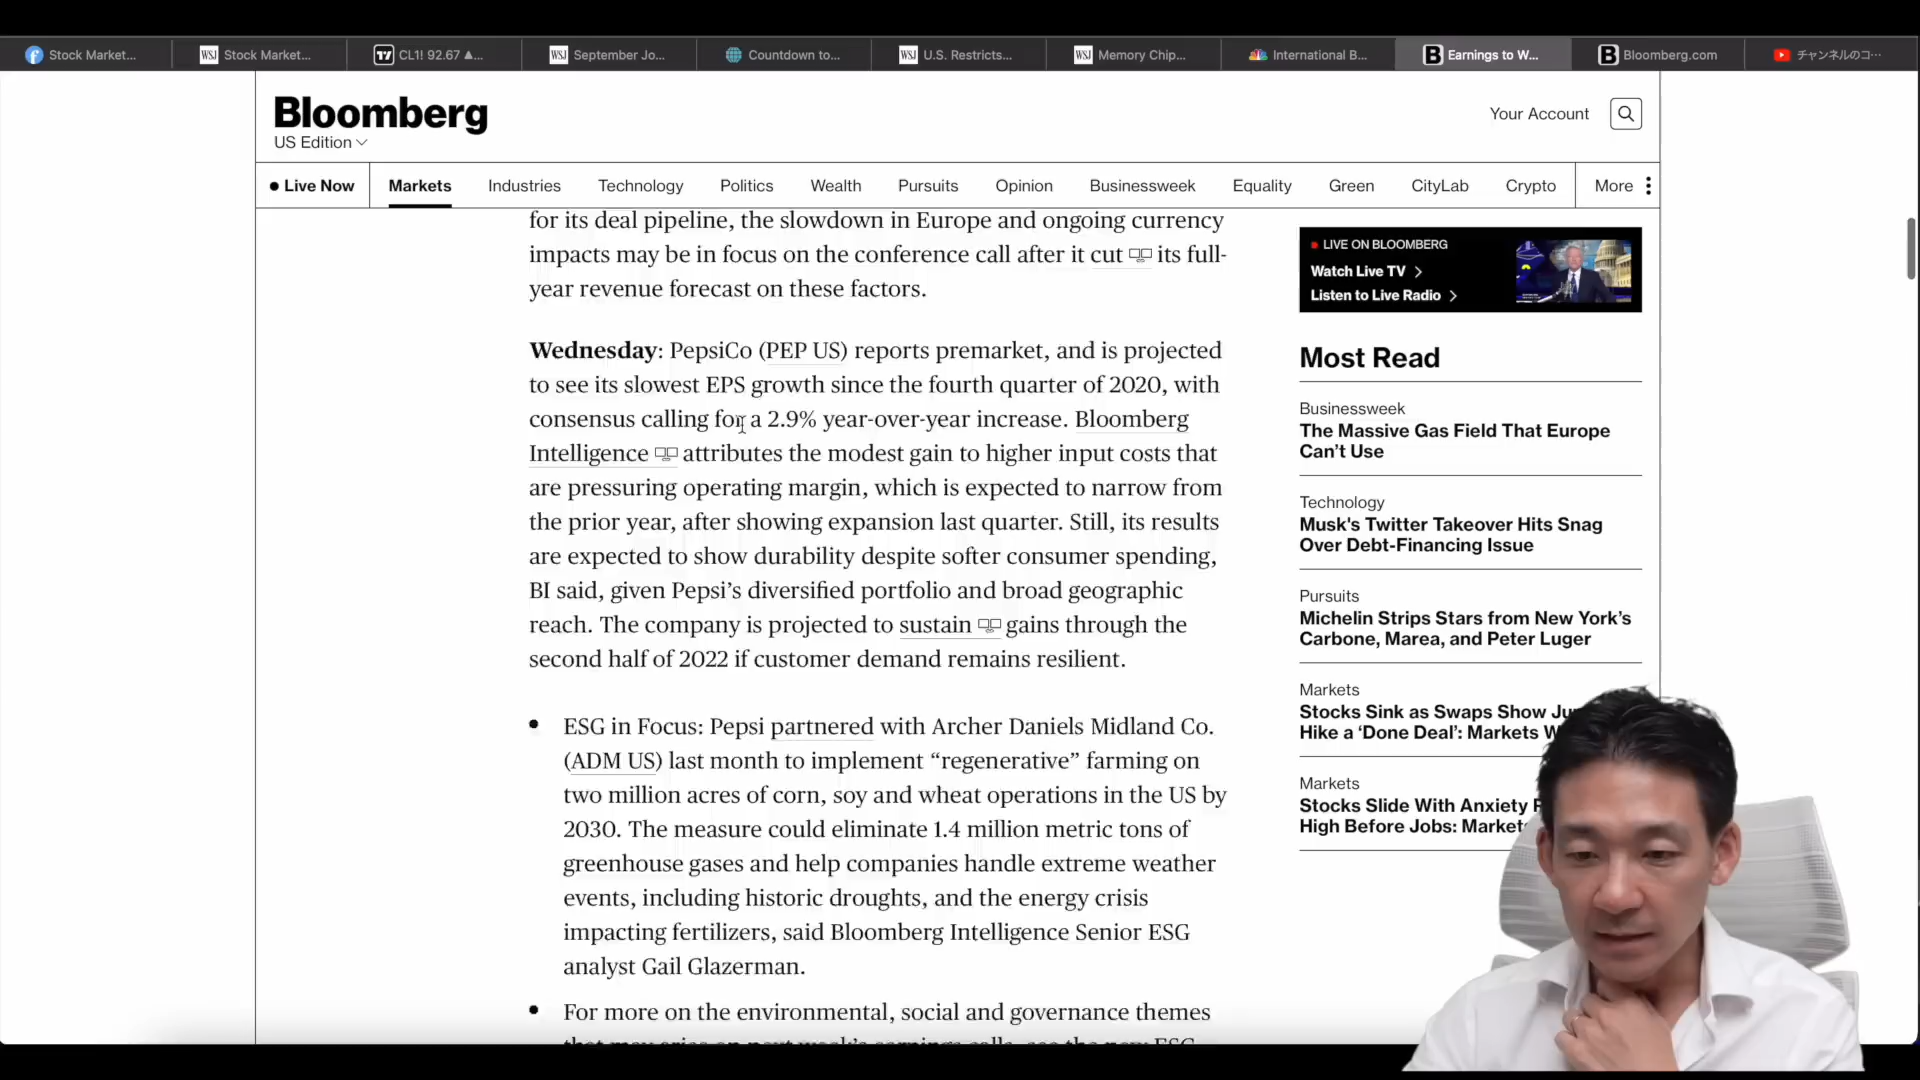 Stock Market...
Stock Market...
CL1! 92.67 ▲...
September Jo...
Countdown to...
U.S. Restricts...
Memory Chip...
International B...
Earnings to W...
Bloomberg.com
チャンネルのコ…
Bloomberg
US Edition
Your Account
Live Now
Markets
Industries
Technology
Politics
Wealth
Pursuits
Opinion
Businessweek
Equality
Green
CityLab
Crypto
More
for its deal pipeline, the slowdown in Europe and ongoing currency
impacts may be in focus on the conference call after it cut its full-
year revenue forecast on these factors.
Wednesday: PepsiCo (PEP US) reports premarket, and is projected
to see its slowest EPS growth since the fourth quarter of 2020, with
consensus calling for a 2.9% year-over-year increase. Bloomberg
Intelligence attributes the modest gain to higher input costs that
are pressuring operating margin, which is expected to narrow from
the prior year, after showing expansion last quarter. Still, its results
are expected to show durability despite softer consumer spending,
BI said, given Pepsi's diversified portfolio and broad geographic
reach. The company is projected to sustain gains through the
second half of 2022 if customer demand remains resilient.
ESG in Focus: Pepsi partnered with Archer Daniels Midland Co.
(ADM US) last month to implement “regenerative” farming on
two million acres of corn, soy and wheat operations in the US by
2030. The measure could eliminate 1.4 million metric tons of
greenhouse gases and help companies handle extreme weather
events, including historic droughts, and the energy crisis
impacting fertilizers, said Bloomberg Intelligence Senior ESG
analyst Gail Glazerman.
For more on the environmental, social and governance themes
LIVE ON BLOOMBERG
Watch Live TV
Listen to Live Radio
Most Read
Businessweek
The Massive Gas Field That Europe
Can't Use
Technology
Musk's Twitter Takeover Hits Snag
Over Debt-Financing Issue
Pursuits
Michelin Strips Stars from New York's
Carbone, Marea, and Peter Luger
Markets
Stocks Sink as Swaps Show
Hike a ‘Done Deal’: Markets
Markets
Stocks Slide With Anxiety
High Before Jobs: